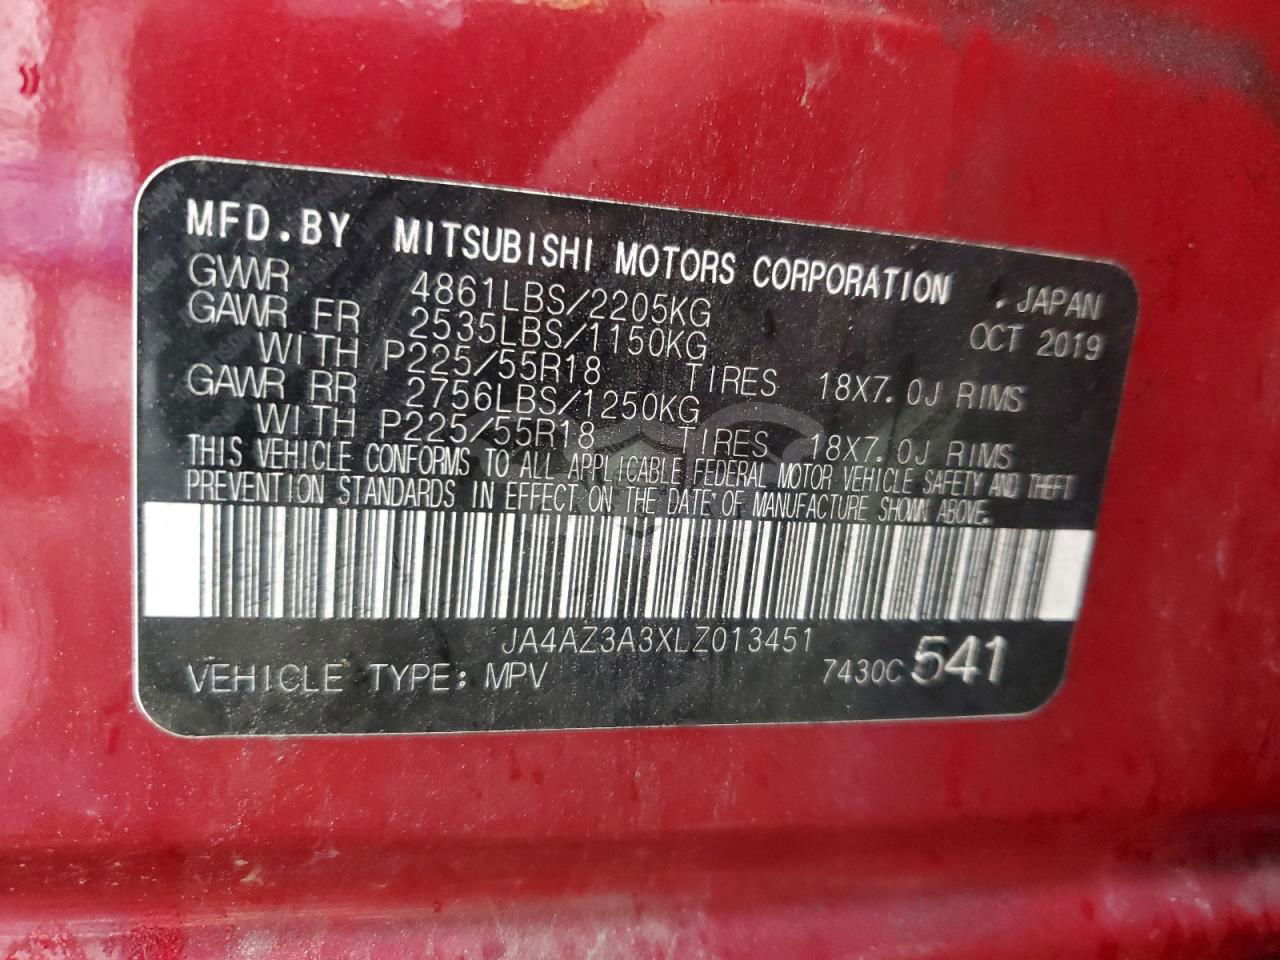 MFD.BY MITSUBISHI MOTORS CORPORATION , JAPAN
GVWR 4861LBS/2205KG OCT 2019
GAWR FR 2535LBS/1150KG
WITH P225/55R18 TIRES 18X7.0J RIMS
GAWR RR 2756LBS/1250KG
WITH P225/55R18 TIRES 18X7.0J RIMS
THIS VEHICLE CONFORMS TO ALL APPLICABLE FEDERAL MOTOR VEHICLE SAFETY AND THEFT
PREVENTION STANDARDS IN EFFECT ON THE DATE OF MANUFACTURE SHOWN ABOVE.
JA4AZ3A3XLZ013451
VEHICLE TYPE: MPV 7430C 541